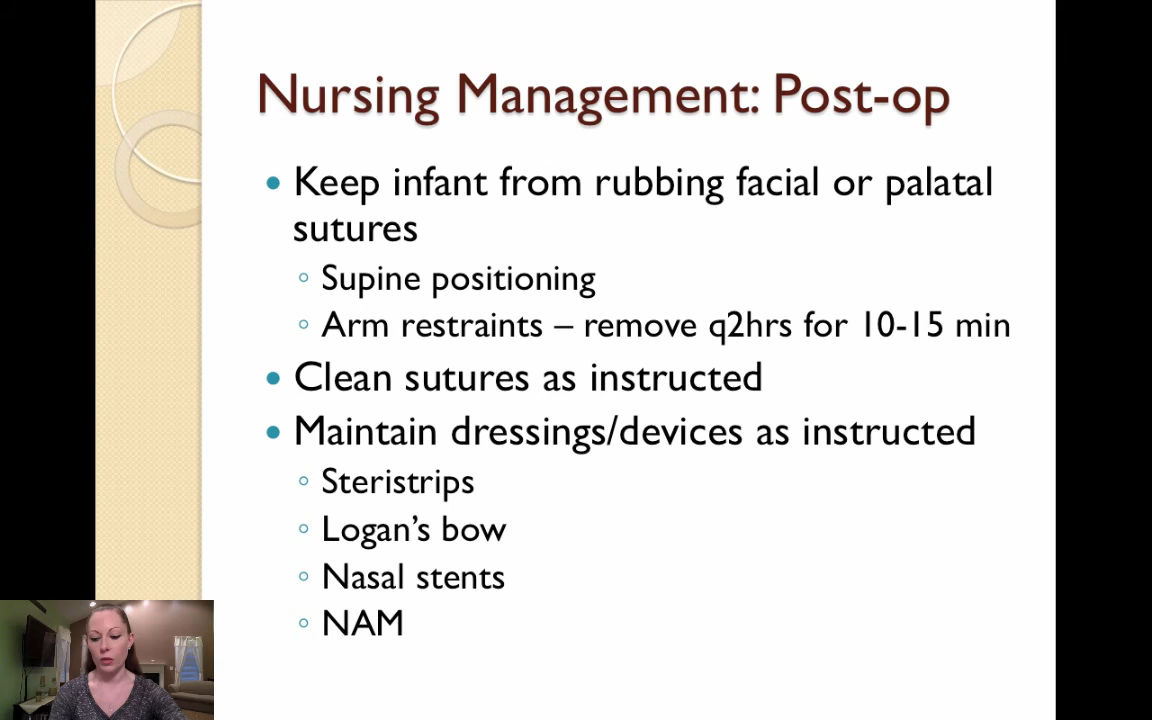 Nursing Management: Post-op
• Keep infant from rubbing facial or palatal
sutures
◦ Supine positioning
◦ Arm restraints – remove q2hrs for 10-15 min
• Clean sutures as instructed
• Maintain dressings/devices as instructed
◦ Steristrips
◦ Logan’s bow
◦ Nasal stents
◦ NAM